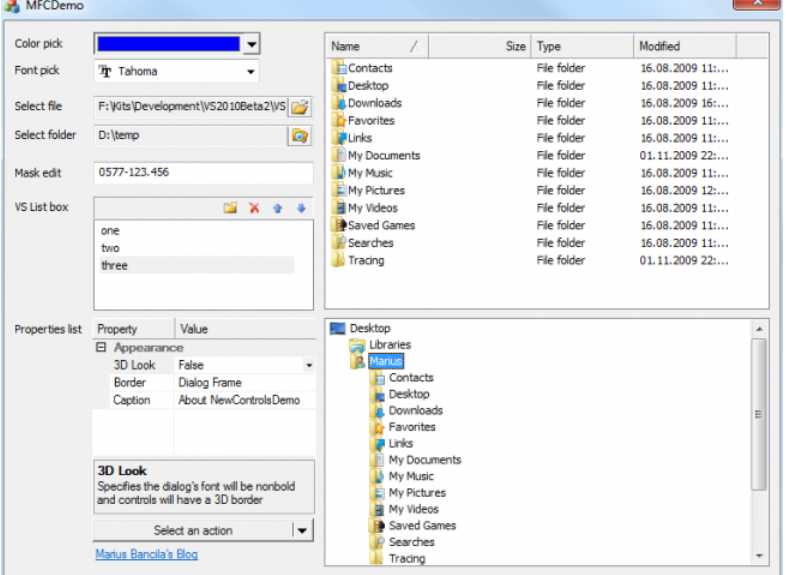 MFCDemo
Color pick
Font pick
Tahoma
Select file
F:\Kits\Development\VS2010Beta2\VS
Select folder
D:\temp
Mask edit
0577-123.456
VS List box
one
two
three
Properties list
Property Value
Appearance
3D Look False
Border Dialog Frame
Caption About NewControlsDemo
3D Look
Specifies the dialog's font will be nonbold
and controls will have a 3D border
Select an action
Marius Bancila's Blog
Name Size Type Modified
Contacts File folder 16.08.2009 11:...
Desktop File folder 16.08.2009 11:...
Downloads File folder 16.08.2009 16:...
Favorites File folder 16.08.2009 11:...
Links File folder 16.08.2009 11:...
My Documents File folder 01.11.2009 22:...
My Music File folder 16.08.2009 11:...
My Pictures File folder 16.08.2009 12:...
My Videos File folder 16.08.2009 11:...
Saved Games File folder 16.08.2009 11:...
Searches File folder 16.08.2009 11:...
Tracing File folder 01.11.2009 22:...
Desktop
Libraries
Marius
Contacts
Desktop
Downloads
Favorites
Links
My Documents
My Music
My Pictures
My Videos
Saved Games
Searches
Tracing